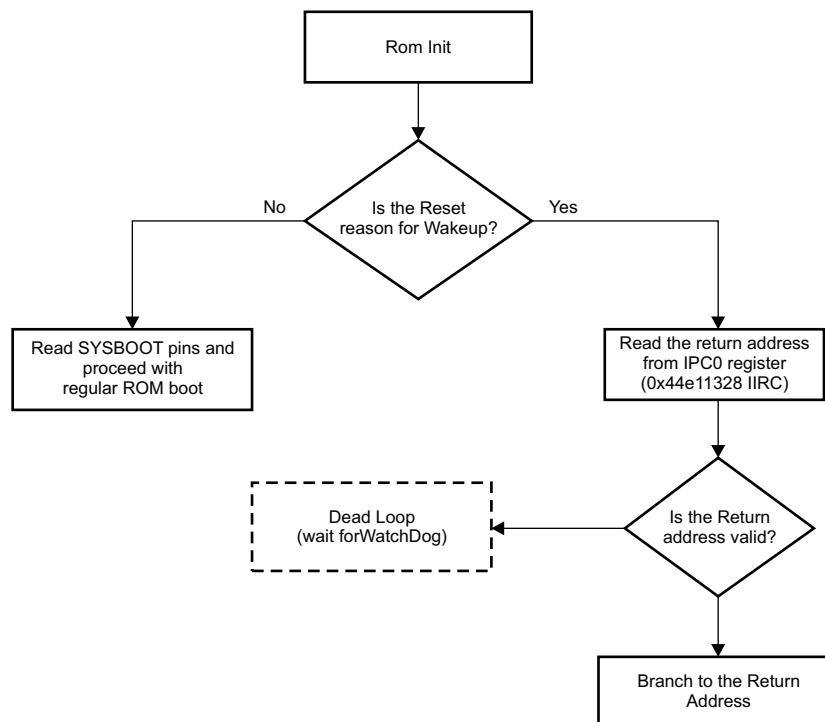 Rom Init
Is the Reset
reason for Wakeup?
No
Yes
Read SYSBOOT pins and
proceed with
regular ROM boot
Read the return address
from IPC0 register
(0x44e11328 IIRC)
Is the Return
address valid?
Dead Loop
(wait forWatchDog)
Branch to the Return
Address